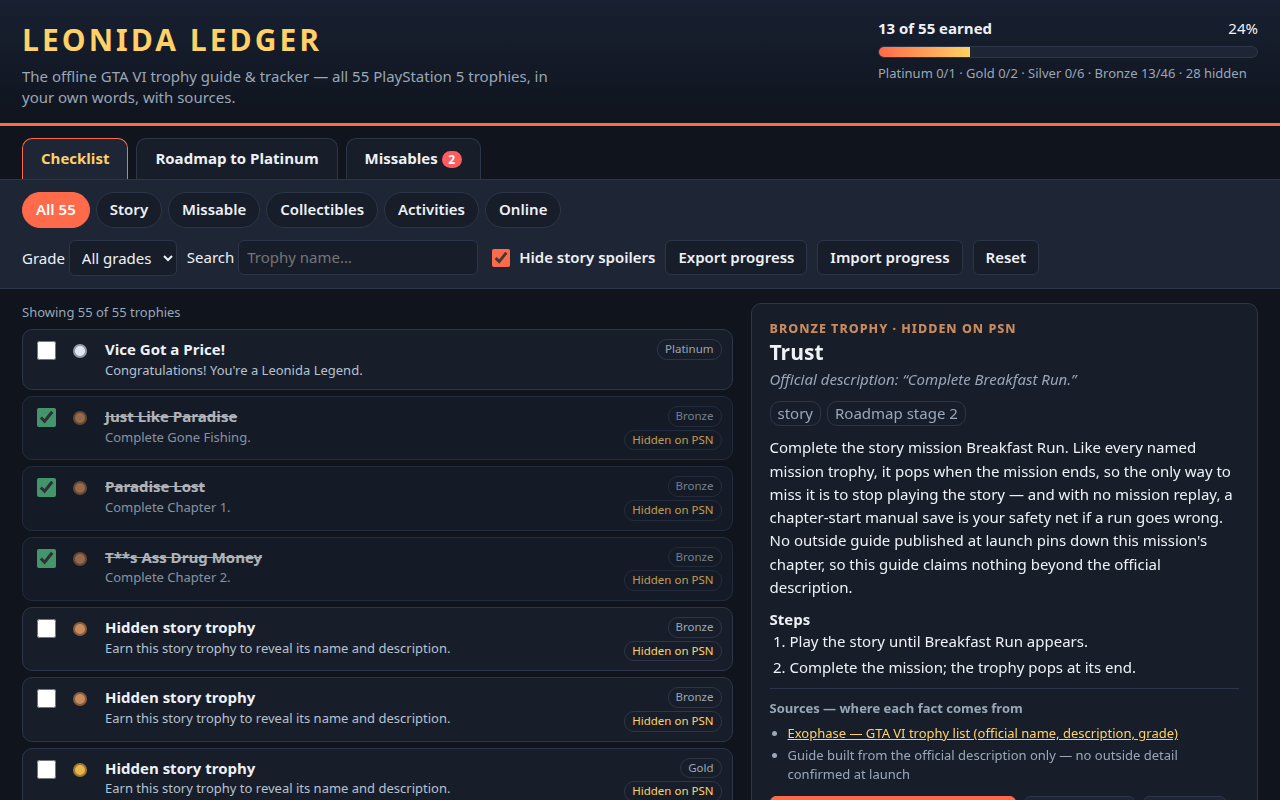 LEONIDA LEDGER
The offline GTA VI trophy guide & tracker — all 55 PlayStation 5 trophies, in
your own words, with sources.
13 of 55 earned
24%
Platinum 0/1 · Gold 0/2 · Silver 0/6 · Bronze 13/46 · 28 hidden
Checklist
Roadmap to Platinum
Missables 2
All 55
Story
Missable
Collectibles
Activities
Online
Grade
All grades
Search
Trophy name...
Hide story spoilers
Export progress
Import progress
Reset
Showing 55 of 55 trophies
Vice Got a Price!
Platinum
Congratulations! You're a Leonida Legend.
Just Like Paradise
Bronze
Complete Gone Fishing.
Hidden on PSN
Paradise Lost
Bronze
Complete Chapter 1.
Hidden on PSN
T**s Ass Drug Money
Bronze
Complete Chapter 2.
Hidden on PSN
Hidden story trophy
Bronze
Earn this story trophy to reveal its name and description.
Hidden on PSN
Hidden story trophy
Bronze
Earn this story trophy to reveal its name and description.
Hidden on PSN
Hidden story trophy
Gold
Earn this story trophy to reveal its name and description.
Hidden on PSN
BRONZE TROPHY · HIDDEN ON PSN
Trust
Official description: “Complete Breakfast Run.”
story
Roadmap stage 2
Complete the story mission Breakfast Run. Like every named
mission trophy, it pops when the mission ends, so the only way to
miss it is to stop playing the story — and with no mission replay, a
chapter-start manual save is your safety net if a run goes wrong.
No outside guide published at launch pins down this mission's
chapter, so this guide claims nothing beyond the official
description.
Steps
1. Play the story until Breakfast Run appears.
2. Complete the mission; the trophy pops at its end.
Sources — where each fact comes from
Exophase — GTA VI trophy list (official name, description, grade)
Guide built from the official description only — no outside detail
confirmed at launch